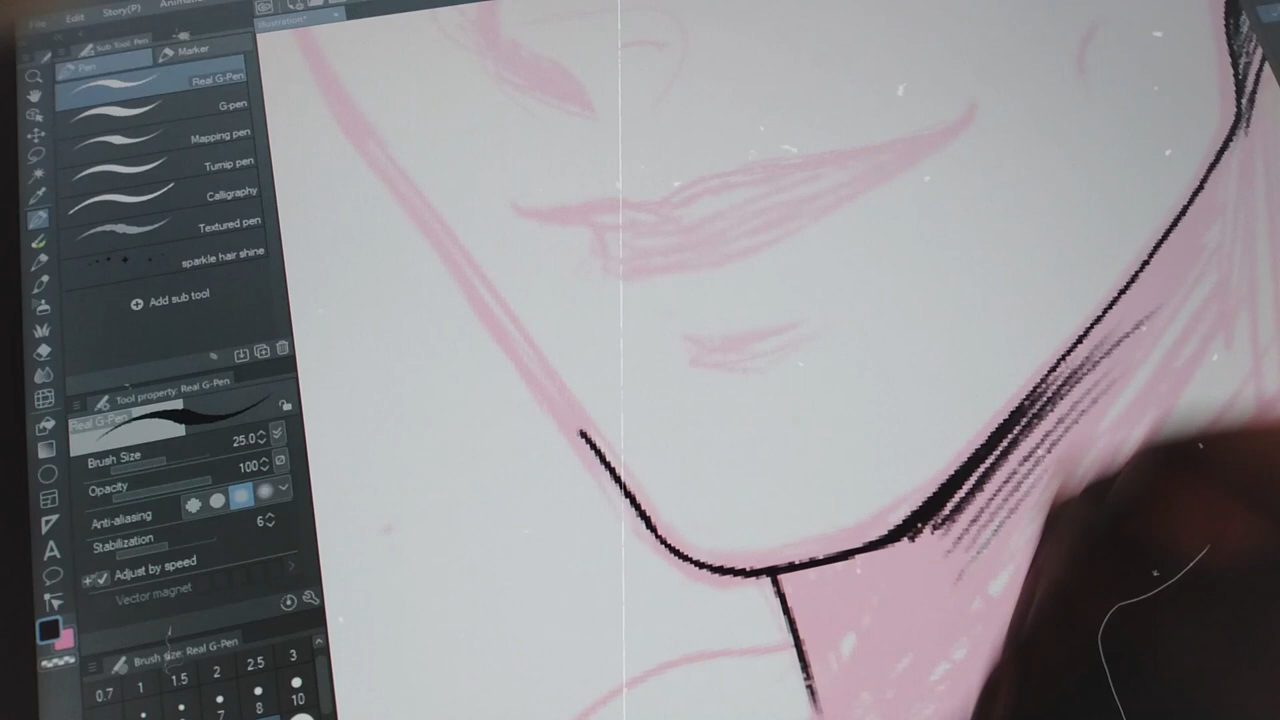 File Edit Story(P) Animation
Illustration*
Sub Tool: Pen
Pen Marker
Real G-Pen
G-pen
Mapping pen
Turnip pen
Calligraphy
Textured pen
sparkle hair shine
Add sub tool
Tool property: Real G-Pen
Real G-Pen
Brush Size 25.0
Opacity 100
Anti-aliasing
Stabilization 6
Adjust by speed
Vector magnet
Brush size: Real G-Pen
0.7 1 1.5 2 2.5 3
7 8 10